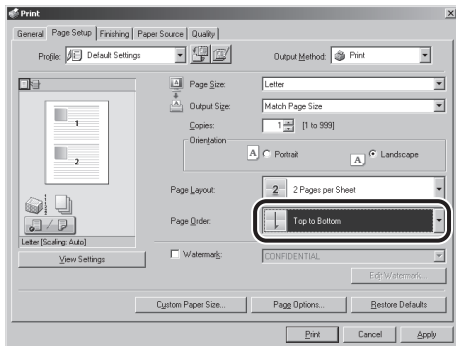 Print
General Page Setup Finishing Paper Source Quality
Profile: Default Settings Output Method: Print
Page Size: Letter
Output Size: Match Page Size
Copies: 1 [1 to 999]
Orientation
A Portrait A Landscape
1
2
Page Layout: 2 2 Pages per Sheet
Page Order: Top to Bottom
Letter [Scaling: Auto]
View Settings
Watermark: CONFIDENTIAL
Edit Watermark...
Custom Paper Size... Page Options... Restore Defaults
Print Cancel Apply